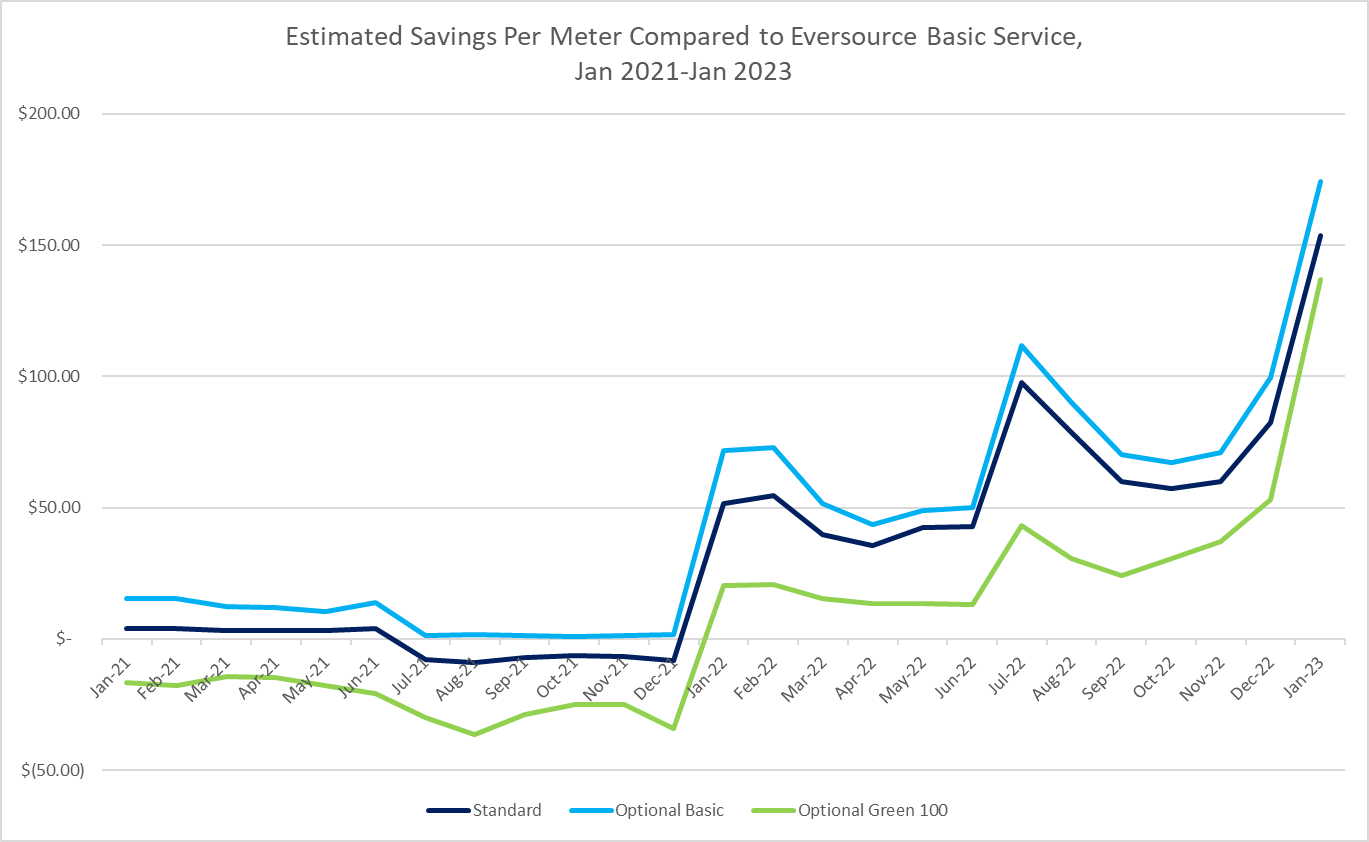 Estimated Savings Per Meter Compared to Eversource Basic Service,
Jan 2021-Jan 2023
$200.00
$150.00
$100.00
$50.00
$-
$(50.00)
Jan-21
Feb-21
Mar-21
Apr-21
May-21
Jun-21
Jul-21
Aug-21
Sep-21
Oct-21
Nov-21
Dec-21
Jan-22
Feb-22
Mar-22
Apr-22
May-22
Jun-22
Jul-22
Aug-22
Sep-22
Oct-22
Nov-22
Dec-22
Jan-23
Standard
Optional Basic
Optional Green 100